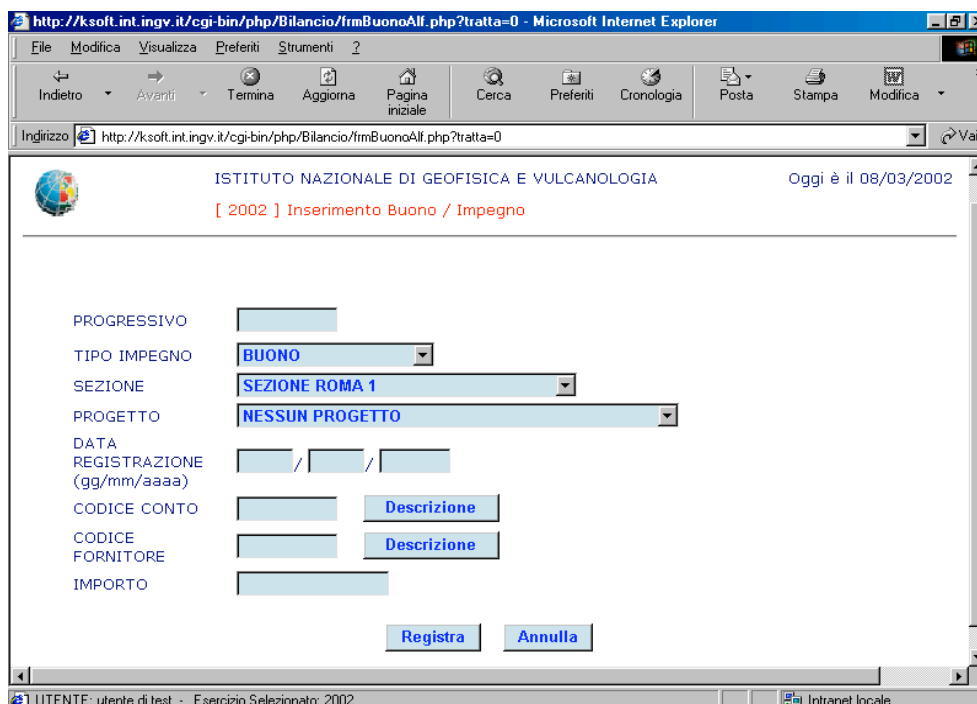 http://ksoft.int.ingv.it/cgi-bin/php/Bilancio/frmBuonoAlf.php?tratta=0 - Microsoft Internet Explorer
File Modifica Visualizza Preferiti Strumenti ?
Indietro Avanti Termina Aggiorna Pagina iniziale Cerca Preferiti Cronologia Posta Stampa Modifica
Indirizzo http://ksoft.int.ingv.it/cgi-bin/php/Bilancio/frmBuonoAlf.php?tratta=0 Vai
ISTITUTO NAZIONALE DI GEOFISICA E VULCANOLOGIA Oggi è il 08/03/2002
[ 2002 ] Inserimento Buono / Impegno
PROGRESSIVO
TIPO IMPEGNO BUONO
SEZIONE SEZIONE ROMA 1
PROGETTO NESSUN PROGETTO
DATA
REGISTRAZIONE / /
(gg/mm/aaaa)
CODICE CONTO Descrizione
CODICE
FORNITORE Descrizione
IMPORTO
Registra Annulla
UTENTE: utente di test - Esercizio Selezionato: 2002 Intranet locale